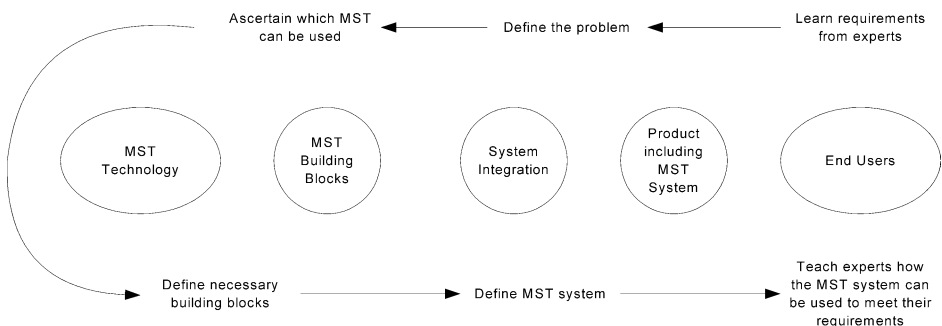 Ascertain which MST
can be used
Define the problem
Learn requirements
from experts
MST
Technology
MST
Building
Blocks
System
Integration
Product
including
MST
System
End Users
Define necessary
building blocks
Define MST system
Teach experts how
the MST system can
be used to meet their
requirements